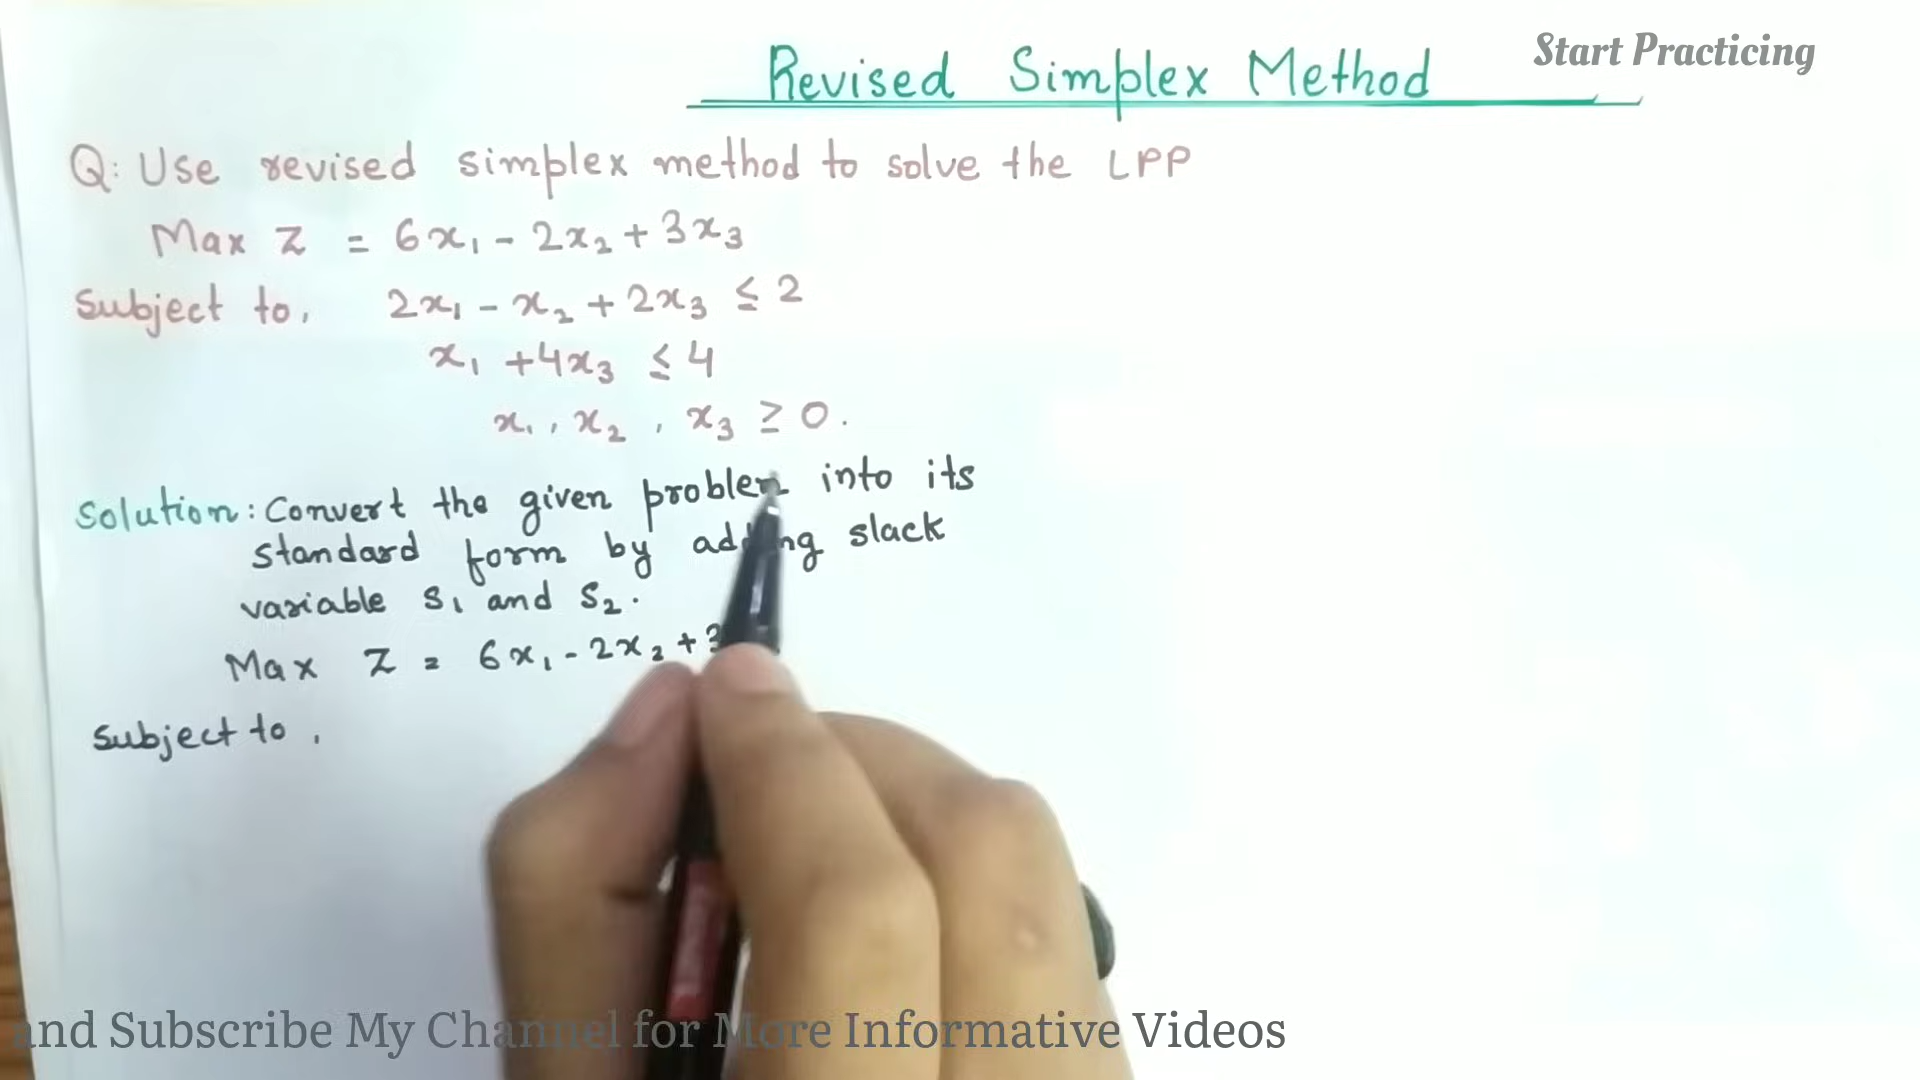 Revised Simplex Method
Start Practicing
Q: Use revised simplex method to solve the LPP
Max Z = 6x₁ - 2x₂ + 3x₃
Subject to, 2x₁ - x₂ + 2x₃ ≤ 2
x₁ + 4x₃ ≤ 4
x₁, x₂, x₃ ≥ 0.
Solution: Convert the given problem into its
standard form by adding slack
variable s₁ and s₂.
Max Z = 6x₁ - 2x₂ + 3
Subject to,
and Subscribe My Channel for More Informative Videos